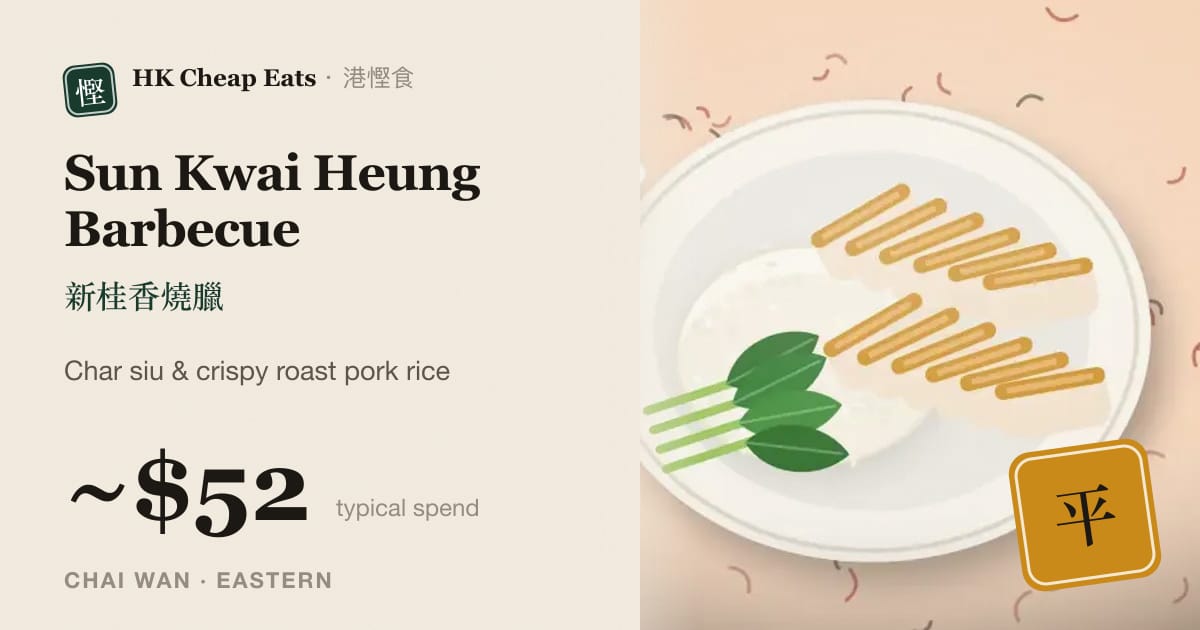 慳
HK Cheap Eats · 港慳食
Sun Kwai Heung
Barbecue
新桂香燒臘
Char siu & crispy roast pork rice
~$52 typical spend
CHAI WAN · EASTERN
平